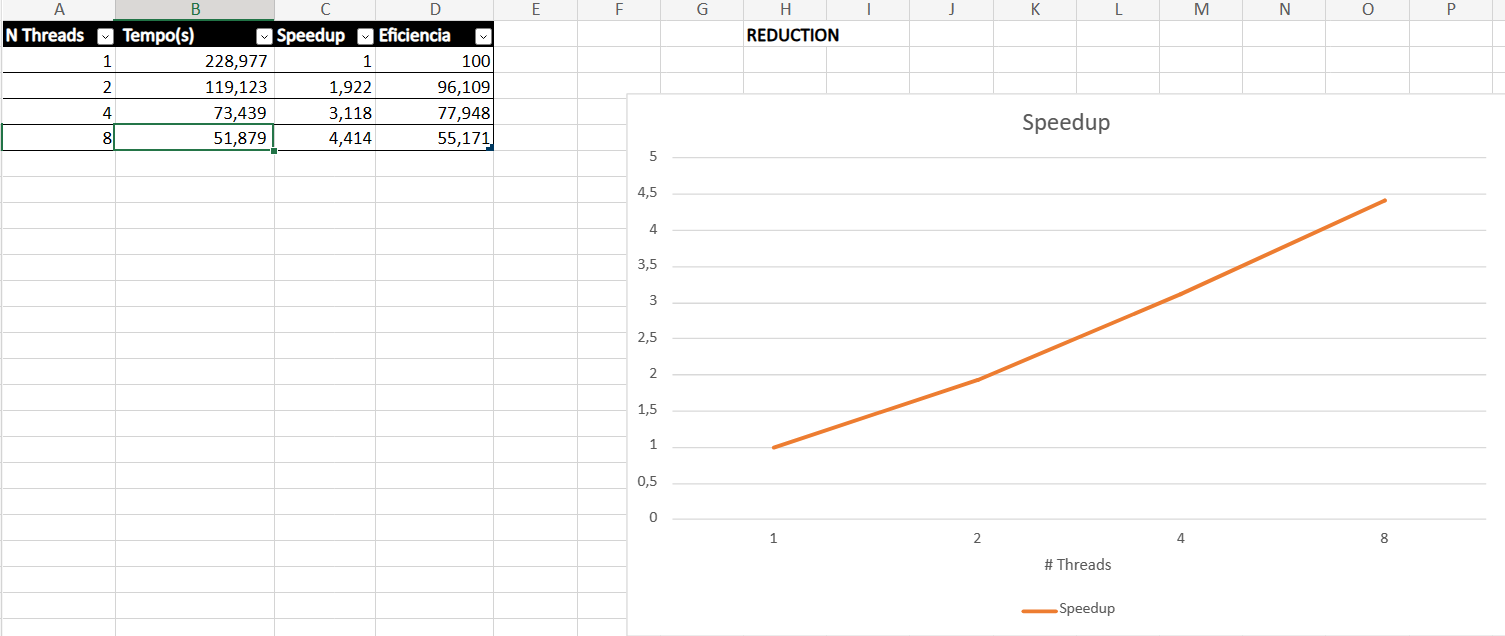 A B C D E F G H I J K L M N O P
N Threads Tempo(s) Speedup Eficiencia REDUCTION
1 228,977 1 100
2 119,123 1,922 96,109
4 73,439 3,118 77,948
8 51,879 4,414 55,171
Speedup
5
4,5
4
3,5
3
2,5
2
1,5
1
0,5
0
1 2 4 8
# Threads
Speedup